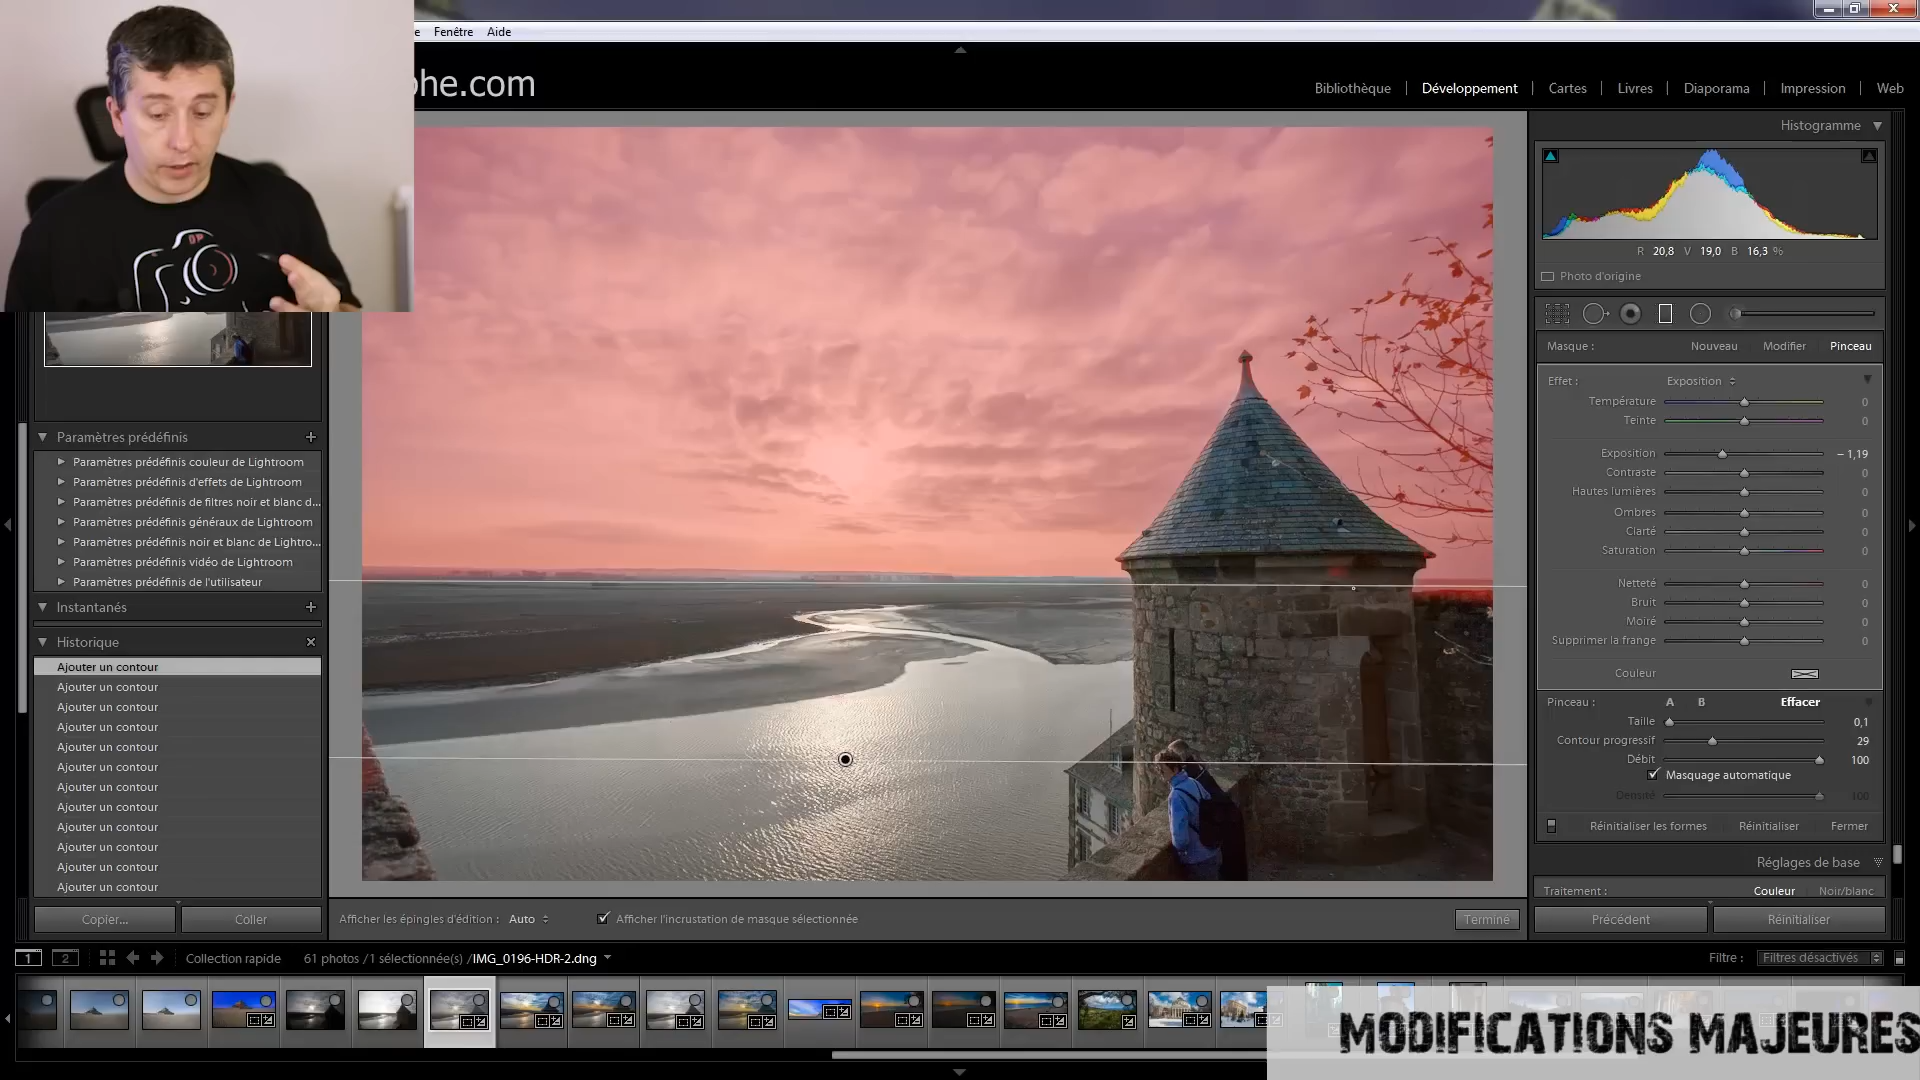 Fenêtre Aide
phe.com
Bibliothèque | Développement | Cartes | Livres | Diaporama | Impression | Web
Histogramme
R 20,8 V 19,0 B 16,3 %
Photo d'origine
Masque : Nouveau Modifier Pinceau
Effet : Exposition
Température 0
Teinte 0
Exposition – 1,19
Contraste 0
Hautes lumières 0
Ombres 0
Clarté 0
Saturation 0
Netteté 0
Bruit 0
Moiré 0
Supprimer la frange 0
Couleur
Pinceau : A B Effacer
Taille 0,1
Contour progressif 29
Débit 100
Masquage automatique
Densité 100
Réinitialiser les formes Réinitialiser Fermer
Réglages de base
Traitement : Couleur Noir/blanc
Précédent Réinitialiser
OP
Paramètres prédéfinis
Paramètres prédéfinis couleur de Lightroom
Paramètres prédéfinis d'effets de Lightroom
Paramètres prédéfinis de filtres noir et blanc d...
Paramètres prédéfinis généraux de Lightroom
Paramètres prédéfinis noir et blanc de Lightro...
Paramètres prédéfinis vidéo de Lightroom
Paramètres prédéfinis de l'utilisateur
Instantanés
Historique
Ajouter un contour
Ajouter un contour
Ajouter un contour
Ajouter un contour
Ajouter un contour
Ajouter un contour
Ajouter un contour
Ajouter un contour
Ajouter un contour
Ajouter un contour
Ajouter un contour
Ajouter un contour
Copier... Coller
Afficher les épingles d'édition : Auto Afficher l'incrustation de masque sélectionnée Terminé
1 2 Collection rapide 61 photos /1 sélectionnée(s) /IMG_0196-HDR-2.dng Filtre : Filtres désactivés
MODIFICATIONS MAJEURES